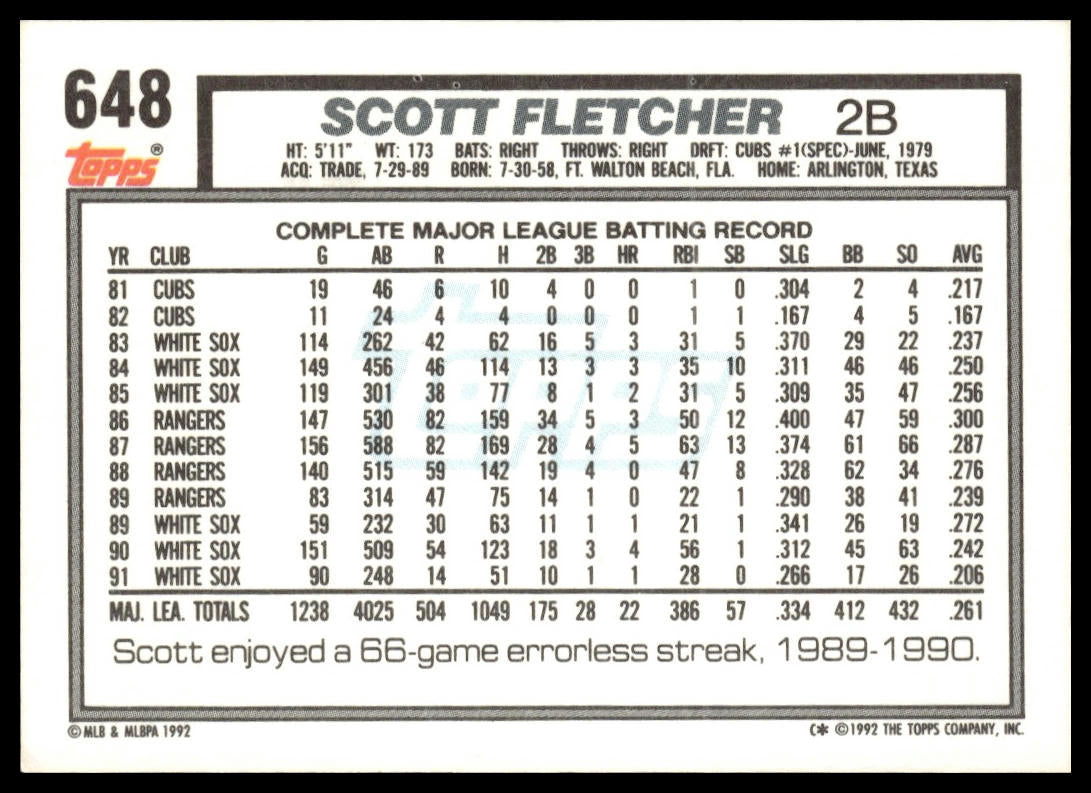 648
SCOTT FLETCHER 2B
topps®
HT: 5'11" WT: 173 BATS: RIGHT THROWS: RIGHT DRFT: CUBS #1(SPEC)-JUNE, 1979
ACQ: TRADE, 7-29-89 BORN: 7-30-58, FT. WALTON BEACH, FLA. HOME: ARLINGTON, TEXAS
COMPLETE MAJOR LEAGUE BATTING RECORD
YR CLUB G AB R H 2B 3B HR RBI SB SLG BB SO AVG
81 CUBS 19 46 6 10 4 0 0 1 0 .304 2 4 .217
82 CUBS 11 24 4 4 0 0 0 1 1 .167 4 5 .167
83 WHITE SOX 114 262 42 62 16 5 3 31 5 .370 29 22 .237
84 WHITE SOX 149 456 46 114 13 3 3 35 10 .311 46 46 .250
85 WHITE SOX 119 301 38 77 8 1 2 31 5 .309 35 47 .256
86 RANGERS 147 530 82 159 34 5 3 50 12 .400 47 59 .300
87 RANGERS 156 588 82 169 28 4 5 63 13 .374 61 66 .287
88 RANGERS 140 515 59 142 19 4 0 47 8 .328 62 34 .276
89 RANGERS 83 314 47 75 14 1 0 22 1 .290 38 41 .239
89 WHITE SOX 59 232 30 63 11 1 1 21 1 .341 26 19 .272
90 WHITE SOX 151 509 54 123 18 3 4 56 1 .312 45 63 .242
91 WHITE SOX 90 248 14 51 10 1 1 28 0 .266 17 26 .206
MAJ. LEA. TOTALS 1238 4025 504 1049 175 28 22 386 57 .334 412 432 .261
Topps
Scott enjoyed a 66-game errorless streak, 1989-1990.
© MLB & MLBPA 1992
C* ©1992 THE TOPPS COMPANY, INC.